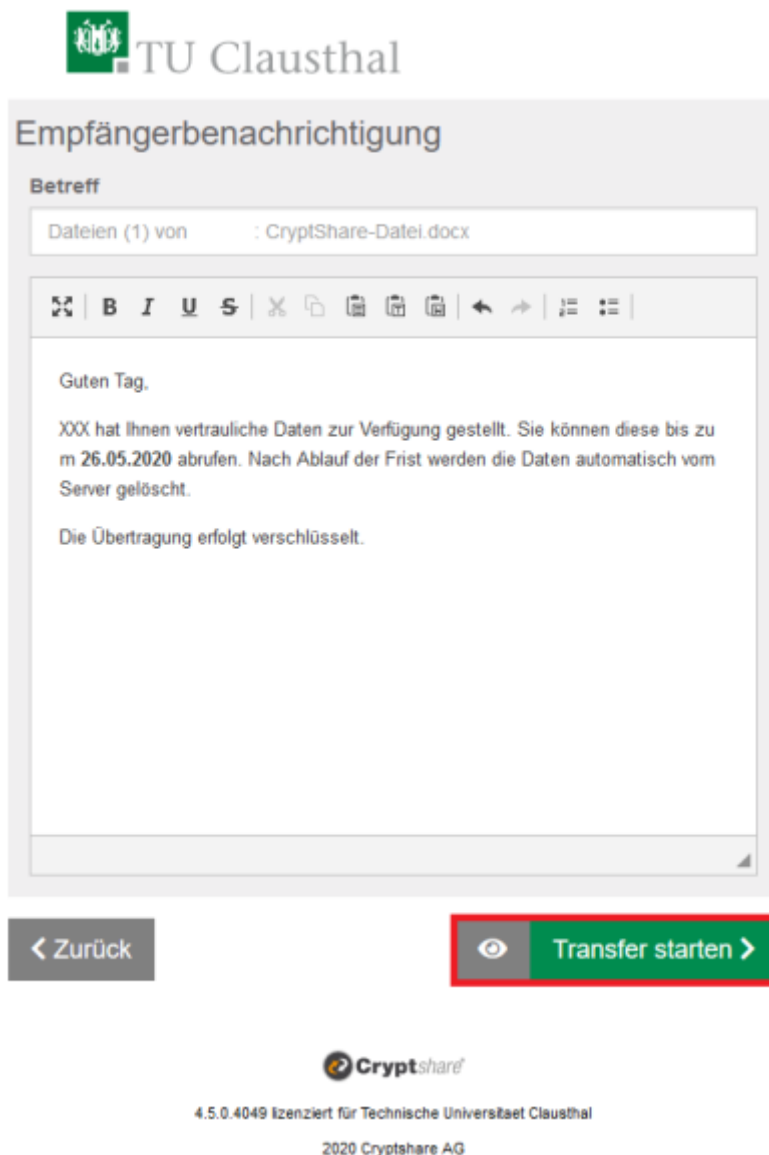 TU Clausthal
Empfängerbenachrichtigung
Betreff
Dateien (1) von : CryptShare-Datei.docx
B I U S
Guten Tag,
XXX hat Ihnen vertrauliche Daten zur Verfügung gestellt. Sie können diese bis zu
m 26.05.2020 abrufen. Nach Ablauf der Frist werden die Daten automatisch vom
Server gelöscht.
Die Übertragung erfolgt verschlüsselt.
Zurück
Transfer starten
Cryptshare
4.5.0.4049 lizenziert für Technische Universitaet Clausthal
2020 Cryptshare AG